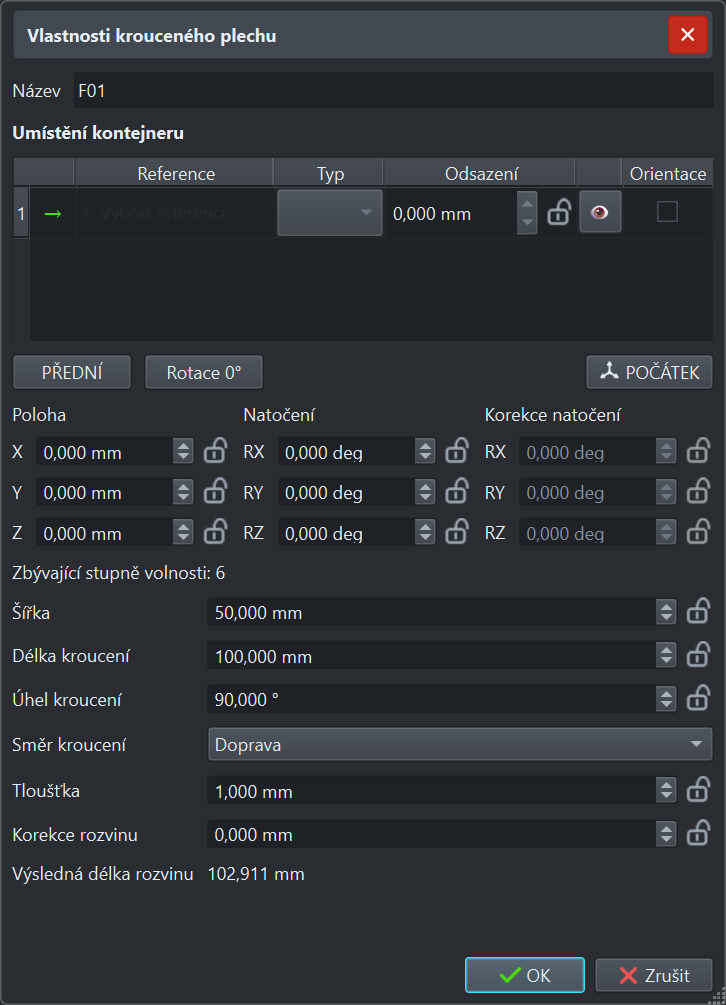 Vlastnosti krouceného plechu
Název F01
Umístění kontejneru
Reference Typ Odsazení Orientace
1 1. Vybrat referenci 0,000 mm
PŘEDNÍ Rotace 0° POČÁTEK
Poloha Natočení Korekce natočení
X 0,000 mm RX 0,000 deg RX 0,000 deg
Y 0,000 mm RY 0,000 deg RY 0,000 deg
Z 0,000 mm RZ 0,000 deg RZ 0,000 deg
Zbývající stupně volnosti: 6
Šířka 50,000 mm
Délka kroucení 100,000 mm
Úhel kroucení 90,000 °
Směr kroucení Doprava
Tloušťka 1,000 mm
Korekce rozvinu 0,000 mm
Výsledná délka rozvinu 102,911 mm
OK Zrušit